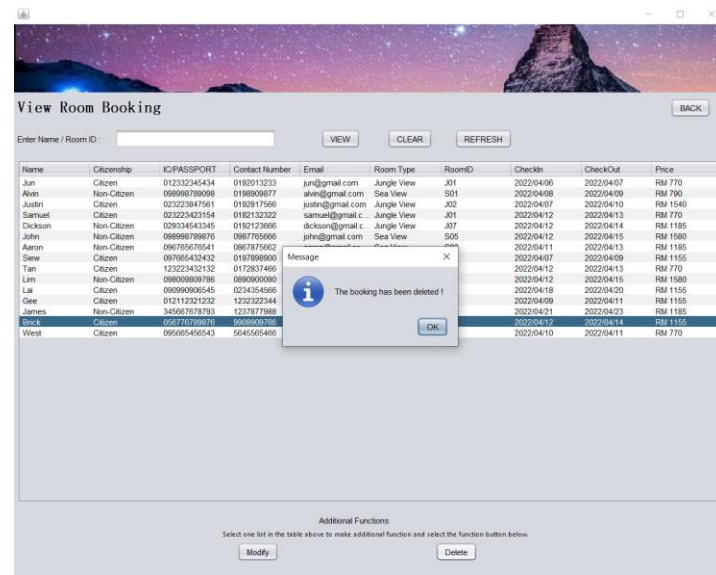 View Room Booking
BACK
Enter Name / Room ID :
VIEW CLEAR REFRESH
Name Citizenship IC/PASSPORT Contact Number Email Room Type RoomID CheckIn CheckOut Price
Jun Citizen 012332345434 0192013233 jun@gmail.com Jungle View J01 2022/04/06 2022/04/07 RM 770
Alvin Non-Citizen 098998789098 0198909877 alvin@gmail.com Sea View S01 2022/04/08 2022/04/09 RM 790
Justin Citizen 023223847561 0192817566 justin@gmail.com Jungle View J02 2022/04/07 2022/04/10 RM 1540
Samuel Citizen 023223423154 0182132322 samuel@gmail.c... Jungle View J01 2022/04/12 2022/04/13 RM 770
Dickson Non-Citizen 029334543345 0192123666 dickson@gmail.c... Jungle View J07 2022/04/12 2022/04/14 RM 1185
John Non-Citizen 098998789876 0987765666 john@gmail.com Sea View S05 2022/04/12 2022/04/15 RM 1580
Aaron Non-Citizen 096765676541 0867875662 2022/04/11 2022/04/13 RM 1185
Siew Citizen 097665432432 0197898900 2022/04/07 2022/04/09 RM 1155
Tan Citizen 123223432132 0172837466 2022/04/12 2022/04/13 RM 770
Lim Non-Citizen 098009809786 0890900090 2022/04/12 2022/04/15 RM 1580
Lai Citizen 090990906545 0234354566 2022/04/18 2022/04/20 RM 1155
Gee Citizen 012112321232 1232322344 2022/04/09 2022/04/11 RM 1155
James Non-Citizen 345667678793 1237877988 2022/04/21 2022/04/23 RM 1185
Brick Citizen 056776789876 9908909766 2022/04/12 2022/04/14 RM 1155
West Citizen 095665456543 5645565466 2022/04/10 2022/04/11 RM 770
Message
The booking has been deleted !
OK
Additional Functions
Select one list in the table above to make additional function and select the function button below.
Modify Delete